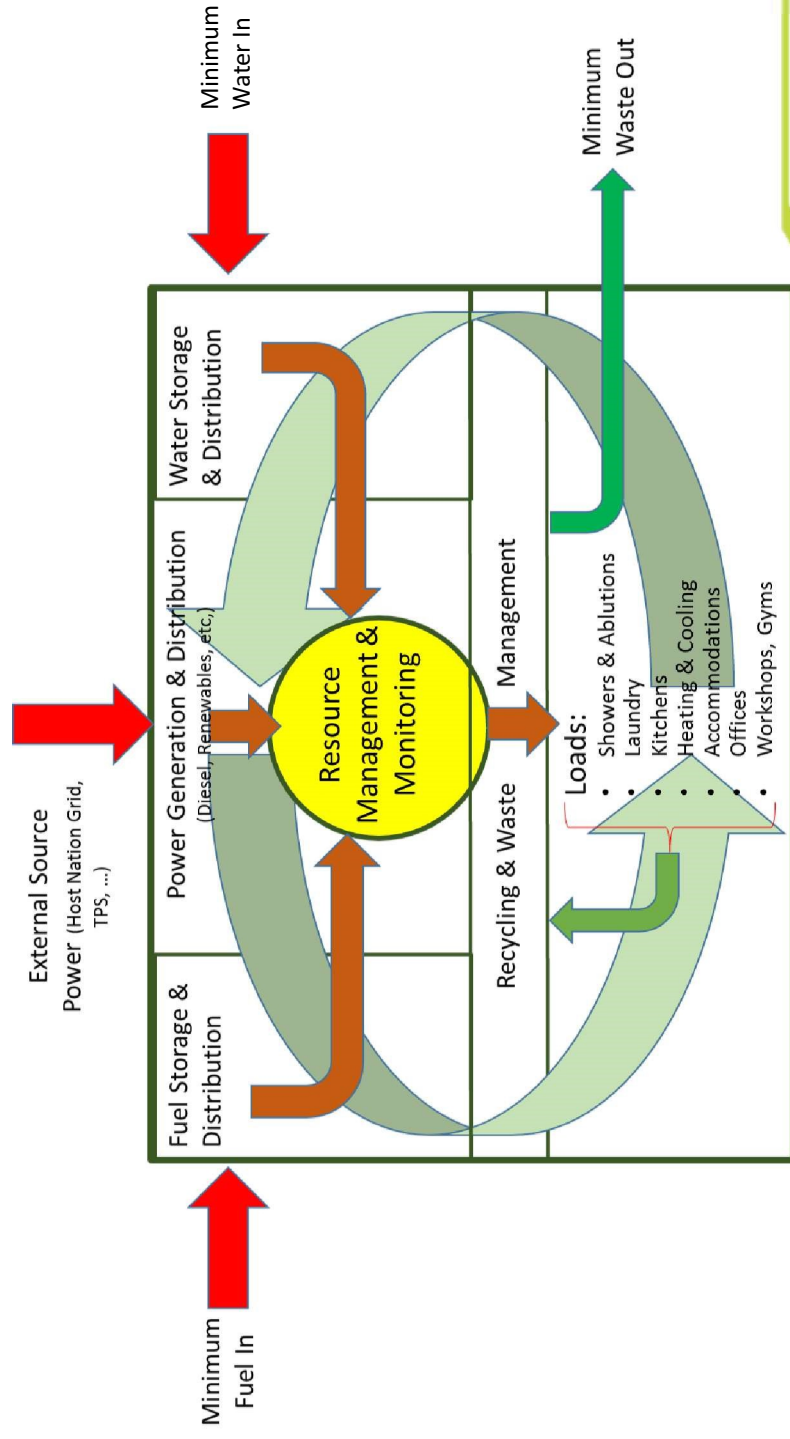 External Source
Power (Host Nation Grid,
TPS, ...)
Minimum
Fuel In
Minimum
Water In
Fuel Storage &
Distribution
Power Generation & Distribution
(Diesel, Renewables, etc,)
Water Storage
& Distribution
Resource
Management &
Monitoring
Recycling & Waste
Management
Minimum
Waste Out
Loads:
• Showers & Ablutions
• Laundry
• Kitchens
• Heating & Cooling
• Accommodations
• Offices
• Workshops, Gyms